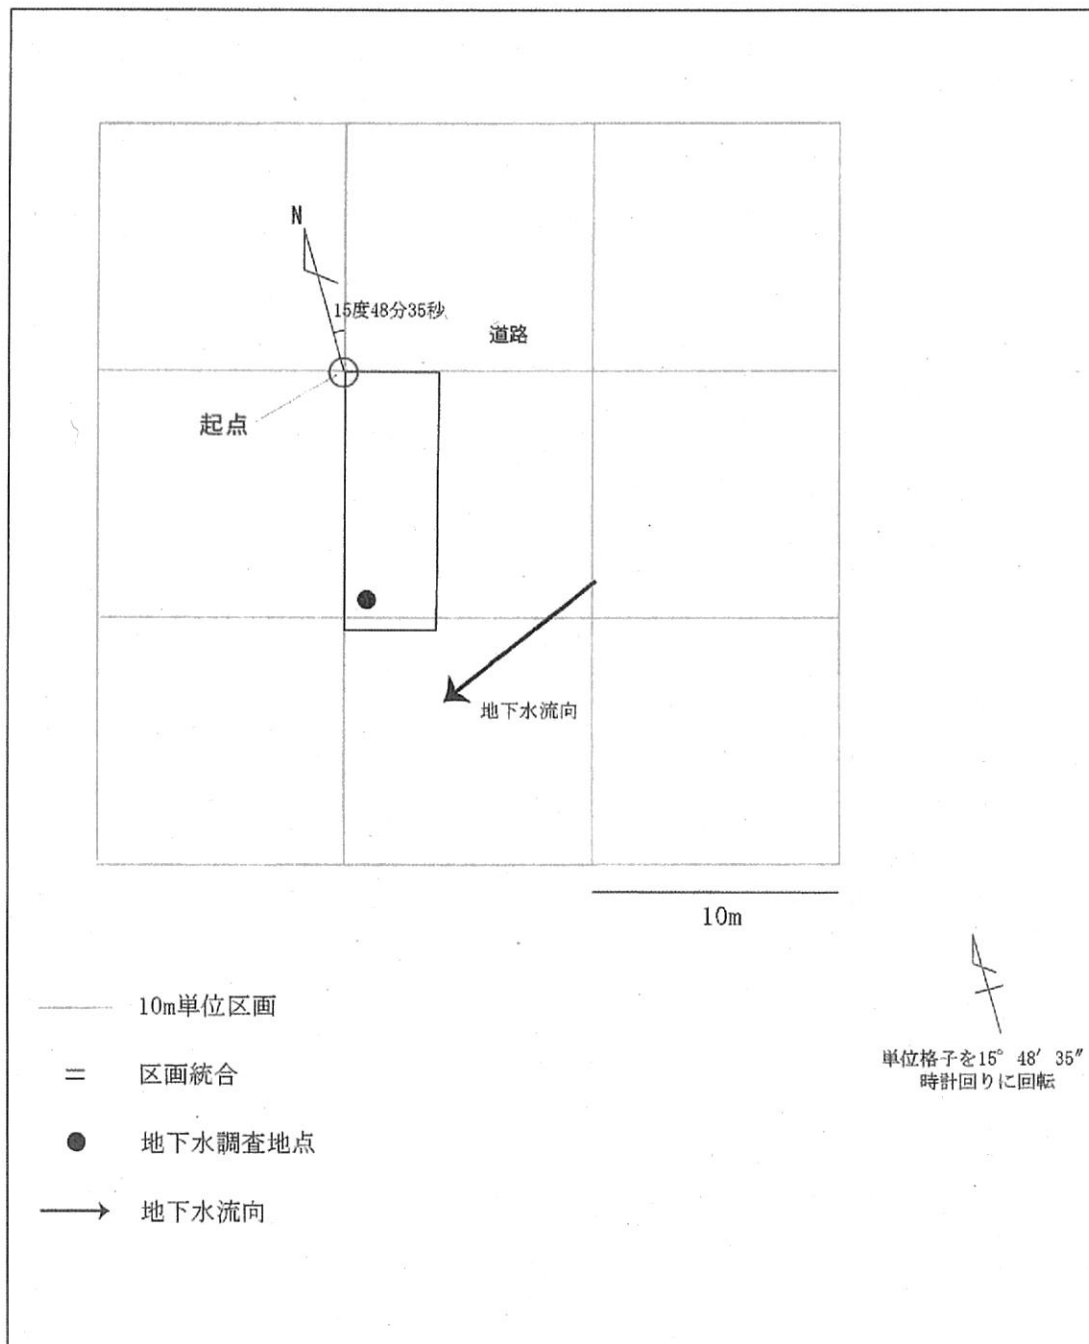 N
15度48分35秒
道路
起点
地下水流向
10m
10m単位区画
＝ 区画統合
地下水調査地点
地下水流向
単位格子を15°48′35″
時計回りに回転